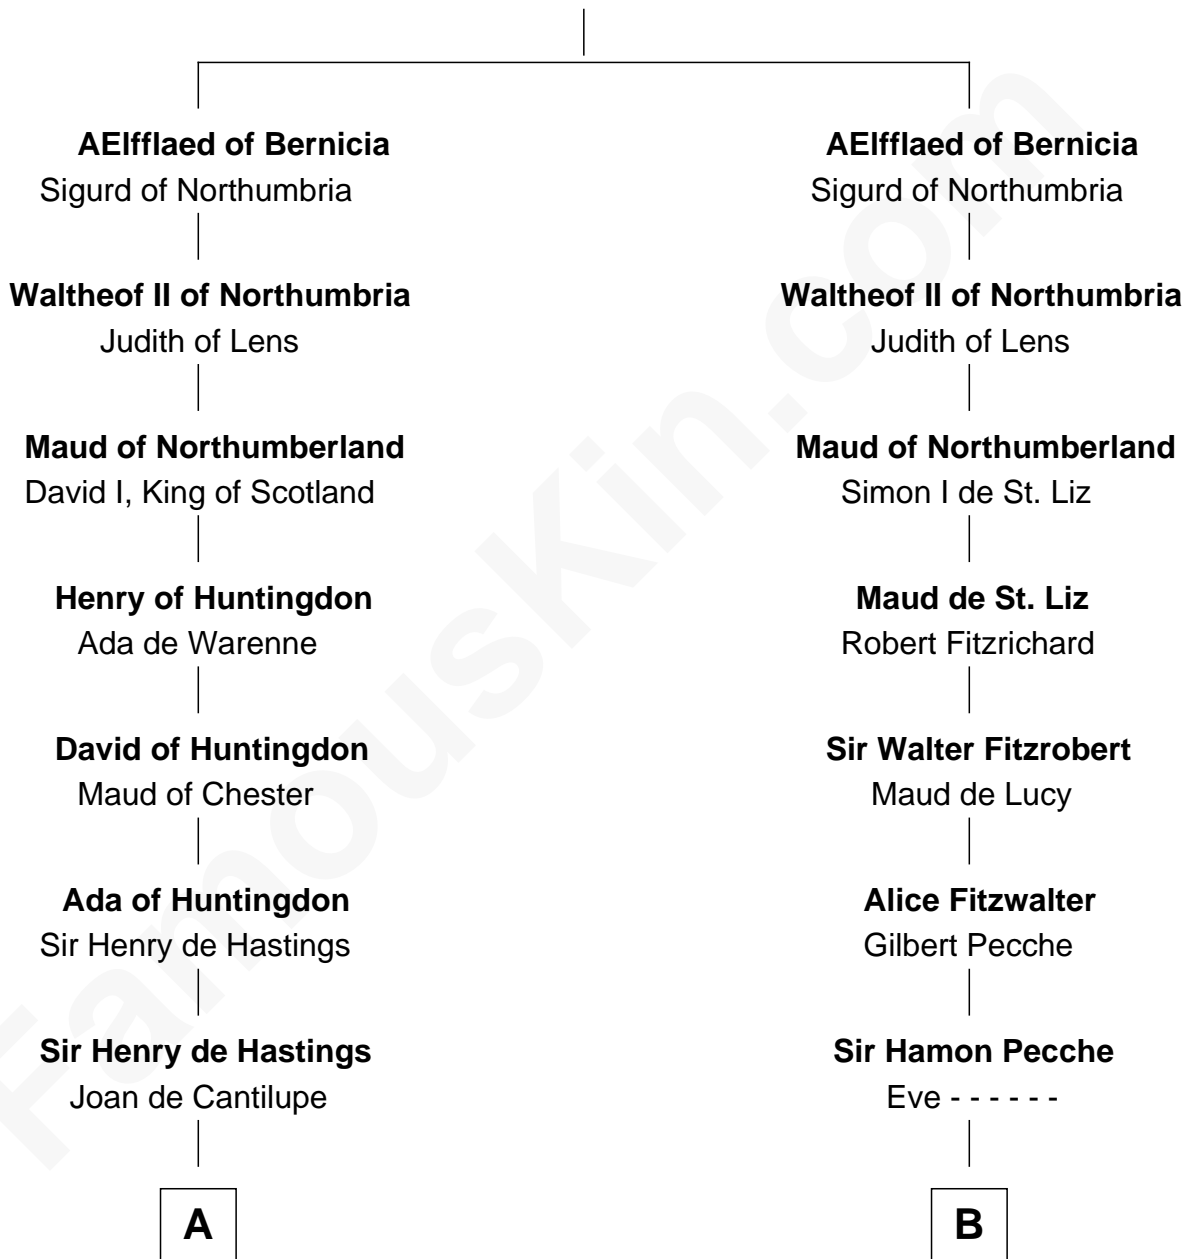 AElfflaed of Bernicia
Sigurd of Northumbria
Waltheof II of Northumbria
Judith of Lens
Maud of Northumberland
David I, King of Scotland
Henry of Huntingdon
Ada de Warenne
David of Huntingdon
Maud of Chester
Ada of Huntingdon
Sir Henry de Hastings
Sir Henry de Hastings
Joan de Cantilupe
A
AElfflaed of Bernicia
Sigurd of Northumbria
Waltheof II of Northumbria
Judith of Lens
Maud of Northumberland
Simon I de St. Liz
Maud de St. Liz
Robert Fitzrichard
Sir Walter Fitzrobert
Maud de Lucy
Alice Fitzwalter
Gilbert Pecche
Sir Hamon Pecche
Eve - - - - - -
B
FamousKin.com